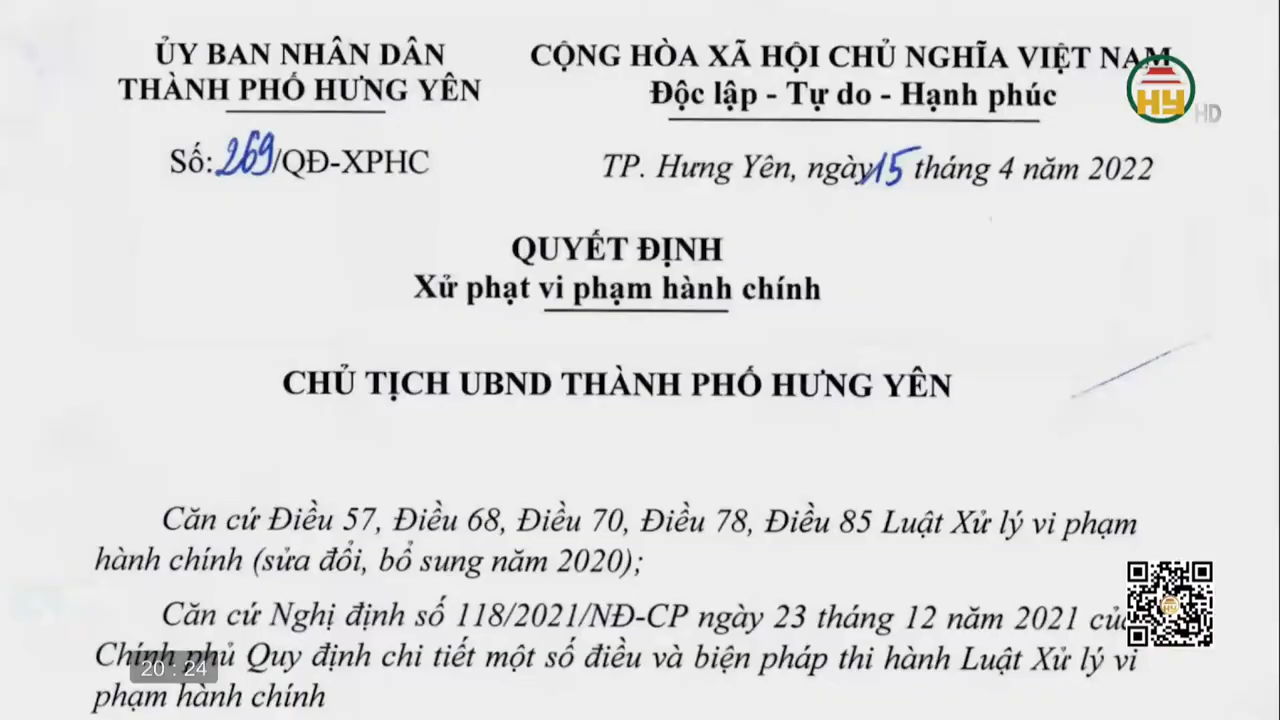 ỦY BAN NHÂN DÂN
THÀNH PHỐ HƯNG YÊN
CỘNG HÒA XÃ HỘI CHỦ NGHĨA VIỆT NAM
Độc lập - Tự do - Hạnh phúc
HY HD
Số: 269/QĐ-XPHC
TP. Hưng Yên, ngày 15 tháng 4 năm 2022
QUYẾT ĐỊNH
Xử phạt vi phạm hành chính
CHỦ TỊCH UBND THÀNH PHỐ HƯNG YÊN
Căn cứ Điều 57, Điều 68, Điều 70, Điều 78, Điều 85 Luật Xử lý vi phạm
hành chính (sửa đổi, bổ sung năm 2020);
Căn cứ Nghị định số 118/2021/NĐ-CP ngày 23 tháng 12 năm 2021 của
Chính phủ Quy định chi tiết một số điều và biện pháp thi hành Luật Xử lý vi
phạm hành chính
20 : 24